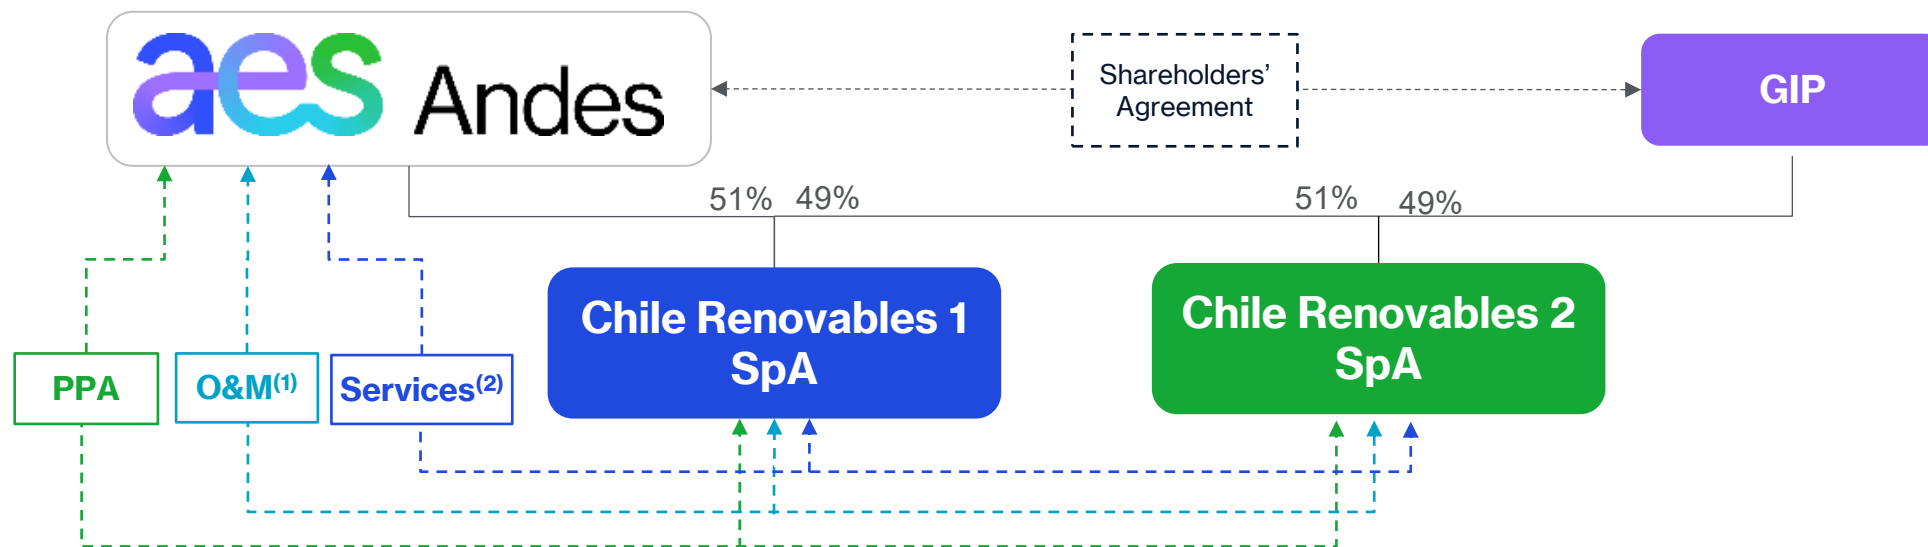 aes Andes
Shareholders’
Agreement
GIP
51% 49%
51% 49%
Chile Renovables 1
SpA
Chile Renovables 2
SpA
PPA
O&M(1)
Services(2)